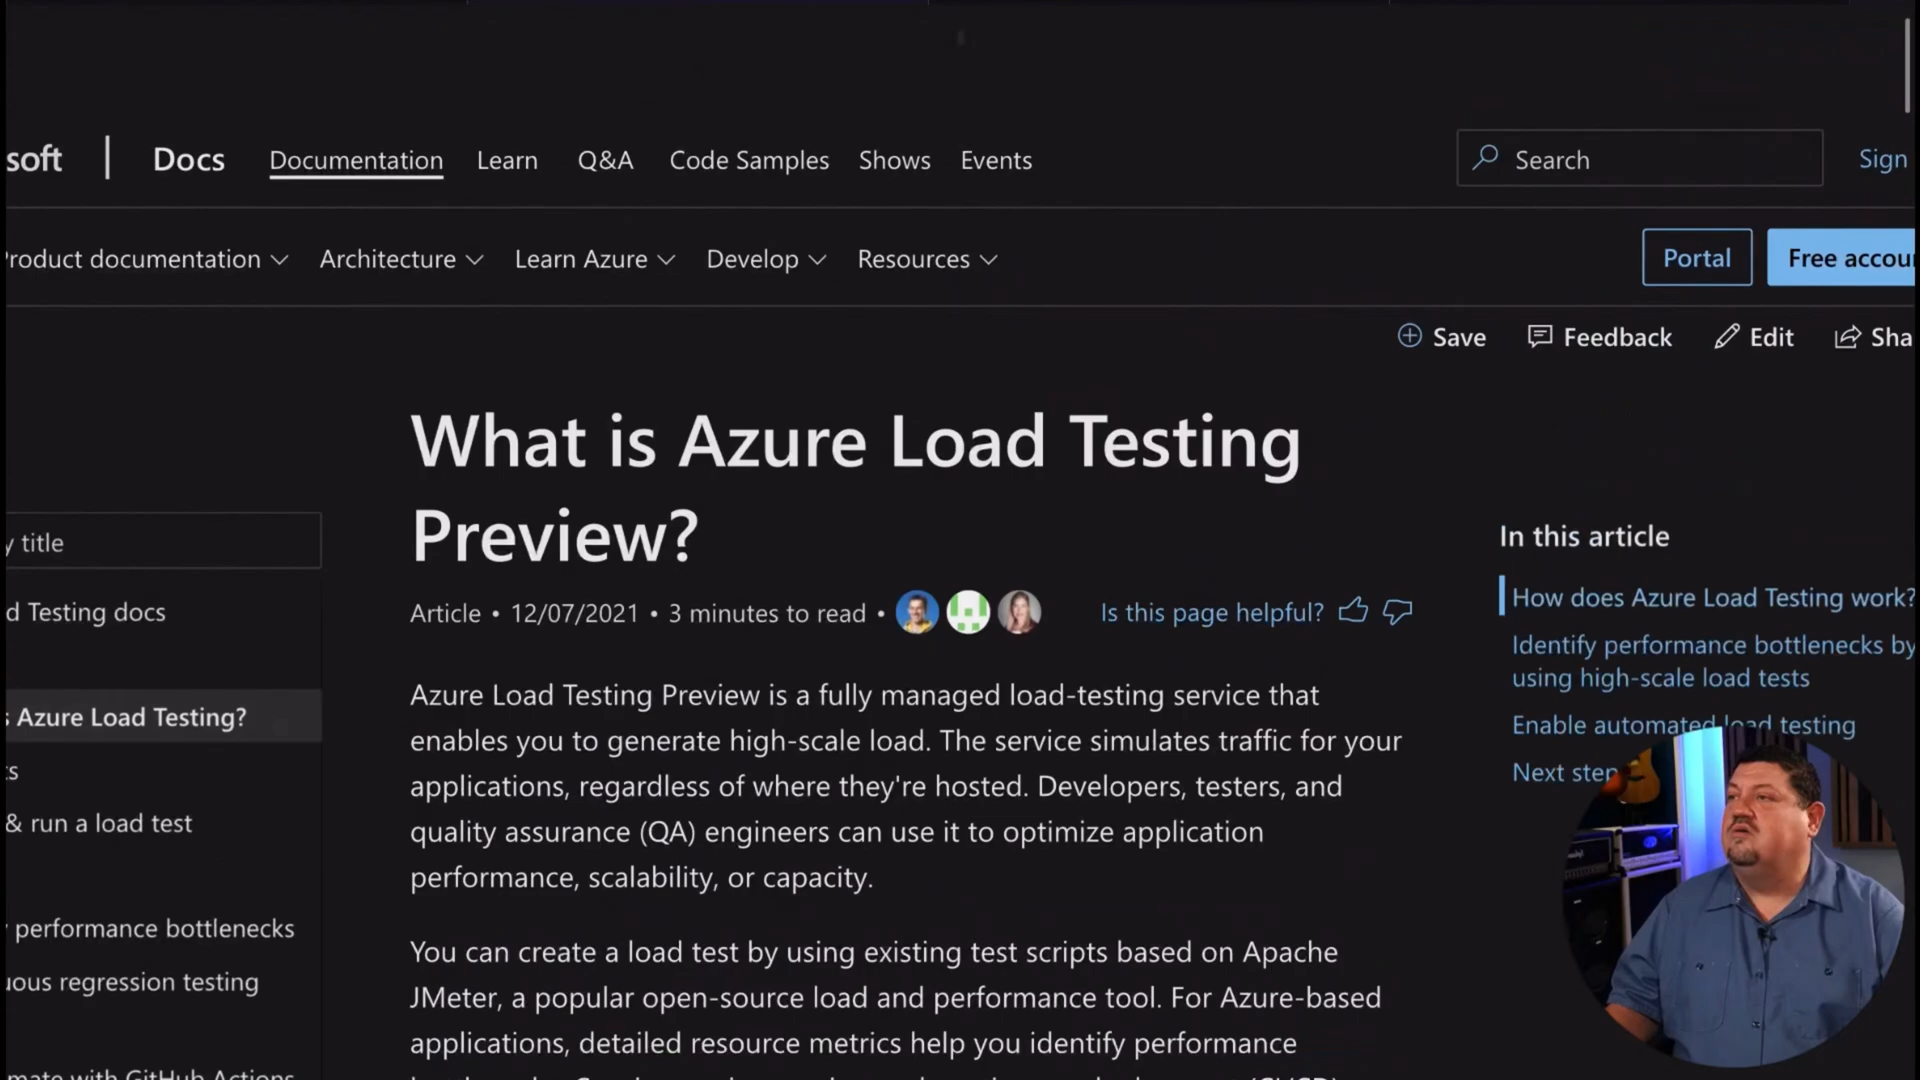 soft | Docs Documentation Learn Q&A Code Samples Shows Events Search Sign
Product documentation Architecture Learn Azure Develop Resources Portal Free accou
Save Feedback Edit Sha
What is Azure Load Testing
Preview?
Article • 12/07/2021 • 3 minutes to read • Is this page helpful?
Azure Load Testing Preview is a fully managed load-testing service that
enables you to generate high-scale load. The service simulates traffic for your
applications, regardless of where they're hosted. Developers, testers, and
quality assurance (QA) engineers can use it to optimize application
performance, scalability, or capacity.
You can create a load test by using existing test scripts based on Apache
JMeter, a popular open-source load and performance tool. For Azure-based
applications, detailed resource metrics help you identify performance
y title
d Testing docs
s Azure Load Testing?
ts
& run a load test
performance bottlenecks
uous regression testing
mate with GitHub Actions
In this article
How does Azure Load Testing work?
Identify performance bottlenecks by
using high-scale load tests
Enable automated load testing
Next step